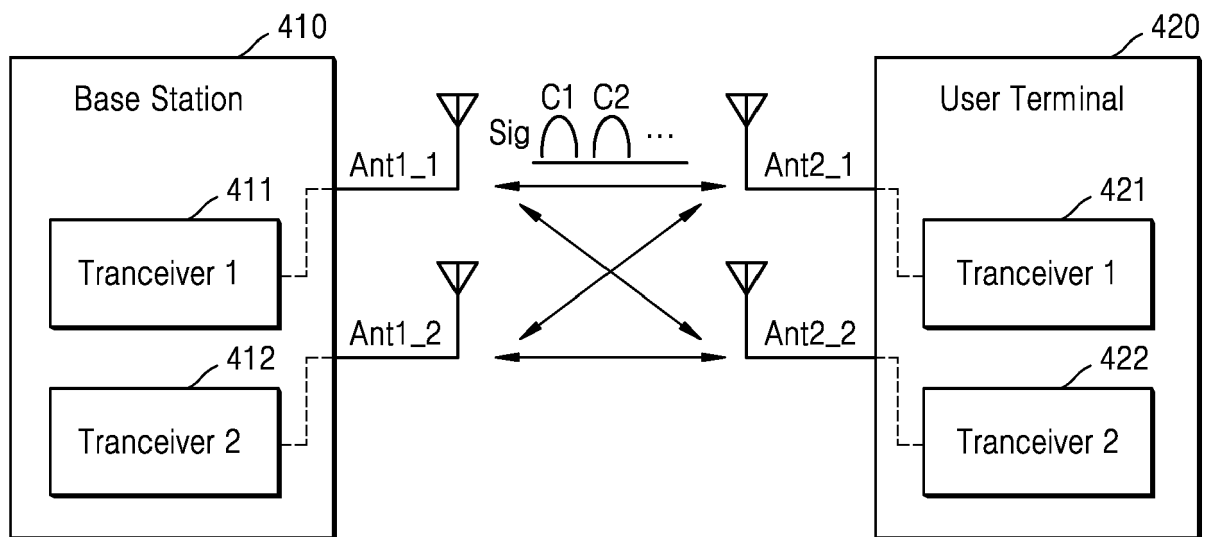 410
420
Base Station
C1 C2
User Terminal
Sig ...
Ant1_1
Ant2_1
411
421
Tranceiver 1
Tranceiver 1
Ant1_2
Ant2_2
412
422
Tranceiver 2
Tranceiver 2